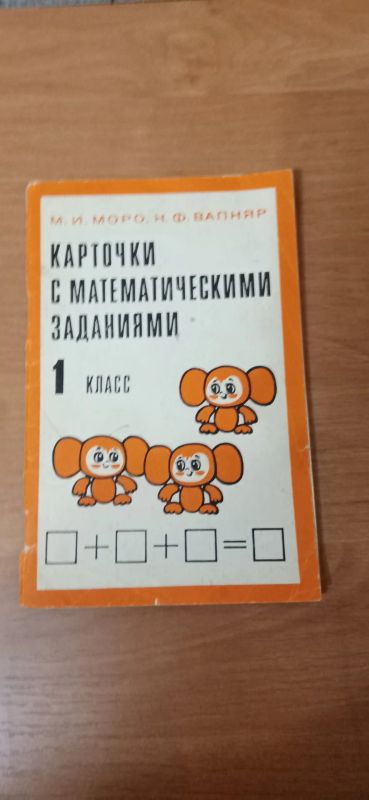 М. И. МОРО, Н. Ф. ВАПНЯР
КАРТОЧКИ
С МАТЕМАТИЧЕСКИМИ
ЗАДАНИЯМИ
1 КЛАСС
□+□+□=□